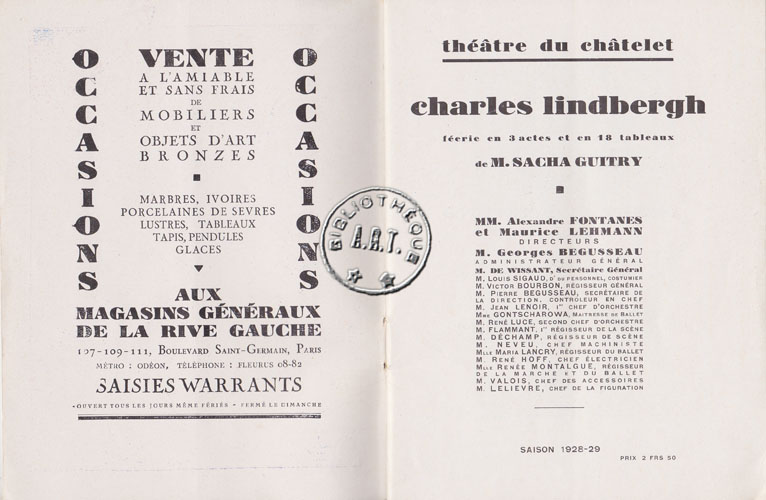 OCCASIONS
VENTE
A L'AMIABLE
ET SANS FRAIS
DE
MOBILIERS
ET
OBJETS D'ART
BRONZES
MARBRES, IVOIRES
PORCELAINES DE SEVRES
LUSTRES, TABLEAUX
TAPIS, PENDULES
GLACES
OCCASIONS
AUX
MAGASINS GÉNÉRAUX
DE LA RIVE GAUCHE
107-109-111, BOULEVARD SAINT-GERMAIN, PARIS
MÉTRO : ODÉON, TÉLÉPHONE : FLEURUS 08-82
SAISIES WARRANTS
-OUVERT TOUS LES JOURS MÊME FÉRIÉS - FERMÉ LE DIMANCHE
BIBLIOTHÈQUE
A.R.T.
théâtre du châtelet
charles lindbergh
féerie en 3 actes et en 18 tableaux
de M. SACHA GUITRY
MM. Alexandre FONTANES
et Maurice LEHMANN
DIRECTEURS
M. Georges BEGUSSEAU
ADMINISTRATEUR GÉNÉRAL
M. DE WISSANT, Secrétaire Général
M. LOUIS SIGAUD, Dr DU PERSONNEL, COSTUMIER
M. VICTOR BOURBON, RÉGISSEUR GÉNÉRAL
M. PIERRE BEGUSSEAU, SECRÉTAIRE DE
LA DIRECTION, CONTROLEUR EN CHEF
M. JEAN LENOIR, 1er CHEF D'ORCHESTRE
Mme GONTSCHAROWA, MAITRESSE DE BALLET
M. RENÉ LUCE, SECOND CHEF D'ORCHESTRE
M. FLAMMANT, 1er RÉGISSEUR DE LA SCÈNE
M. DÉCHAMP, RÉGISSEUR DE SCÈNE
M. NEVEU, CHEF MACHINISTE
Mlle MARIA LANCRY, RÉGISSEUR DU BALLET
M. RENÉ HOFF, CHEF ÉLECTRICIEN
Mlle RENÉE MONTALGUE, RÉGISSEUR
DE LA MARCHE ET DU BALLET
M. VALOIS, CHEF DES ACCESSOIRES
M. LELIEVRE, CHEF DE LA FIGURATION
SAISON 1928-29
PRIX 2 FRS 50